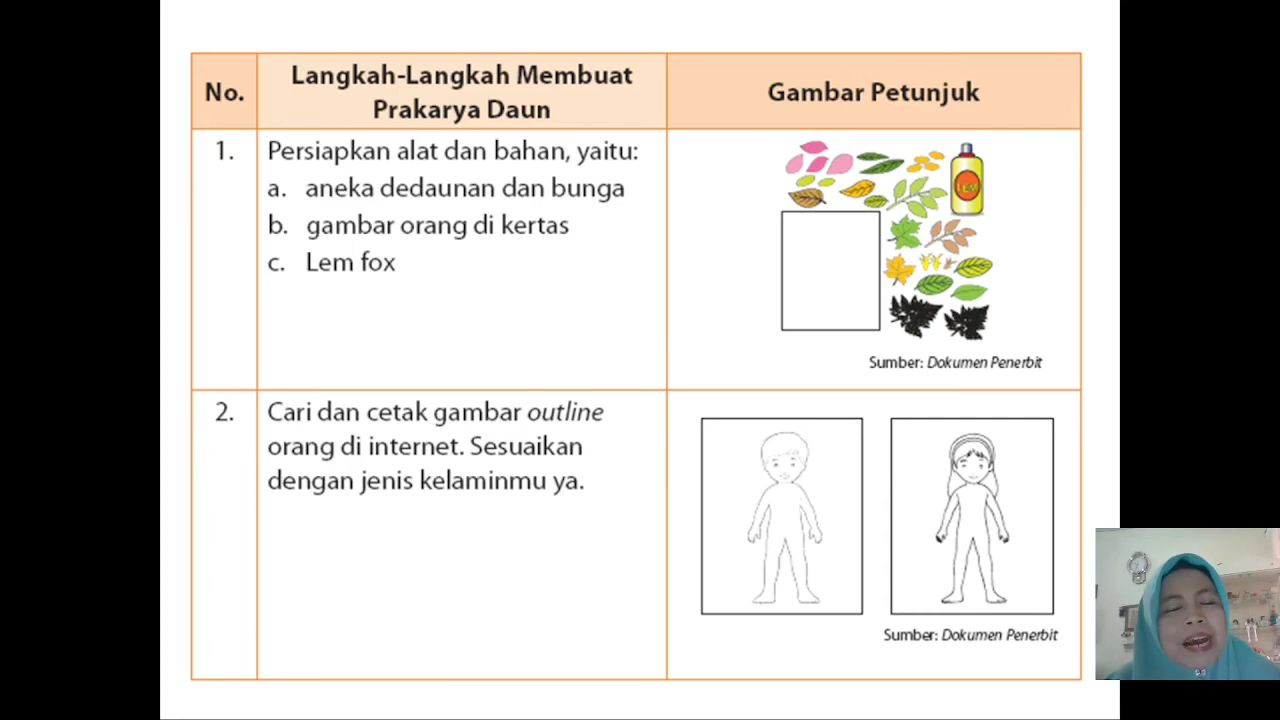 No.
Langkah-Langkah Membuat
Prakarya Daun
Gambar Petunjuk
1.
Persiapkan alat dan bahan, yaitu:
a. aneka dedaunan dan bunga
b. gambar orang di kertas
c. Lem fox
LEM
Sumber: Dokumen Penerbit
2.
Cari dan cetak gambar outline
orang di internet. Sesuaikan
dengan jenis kelaminmu ya.
Sumber: Dokumen Penerbit